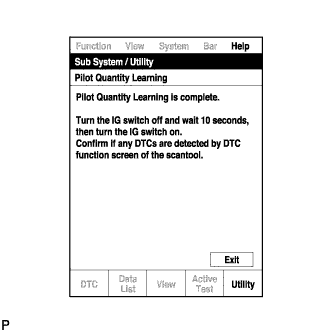 Function View System Bar Help
Sub System / Utility
Pilot Quantity Learning
Pilot Quantity Learning is complete.
Turn the IG switch off and wait 10 seconds,
then turn the IG switch on.
Confirm if any DTCs are detected by DTC
function screen of the scantool.
Exit
DTC Data List View Active Test Utility
P